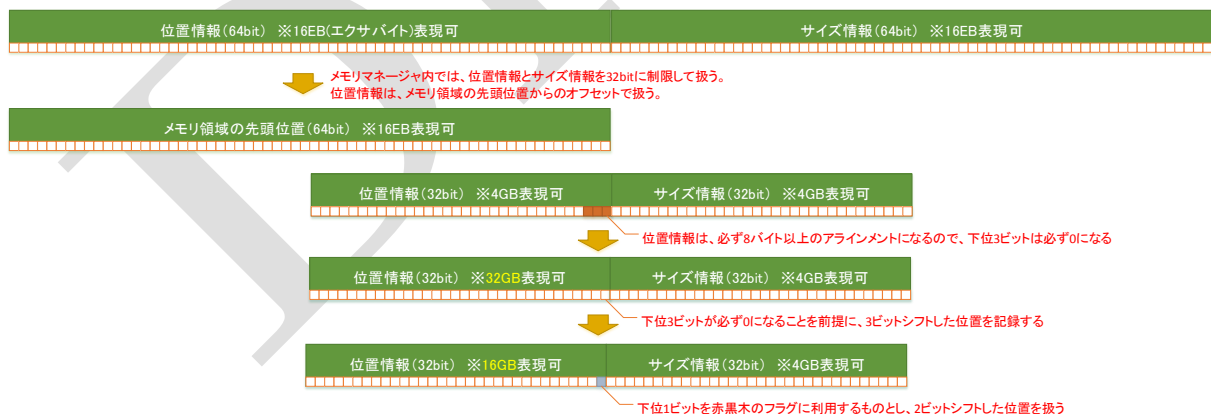 位置情報(64bit) ※16EB(エクサバイト)表現可
サイズ情報(64bit) ※16EB表現可
メモリマネージャ内では、位置情報とサイズ情報を32bitに制限して扱う。
位置情報は、メモリ領域の先頭位置からのオフセットで扱う。
メモリ領域の先頭位置(64bit) ※16EB表現可
位置情報(32bit) ※4GB表現可
サイズ情報(32bit) ※4GB表現可
位置情報は、必ず8バイト以上のアラインメントになるので、下位3ビットは必ず0になる
位置情報(32bit) ※32GB表現可
サイズ情報(32bit) ※4GB表現可
下位3ビットが必ず0になることを前提に、3ビットシフトした位置を記録する
位置情報(32bit) ※16GB表現可
サイズ情報(32bit) ※4GB表現可
下位1ビットを赤黒木のフラグに利用するものとし、2ビットシフトした位置を扱う